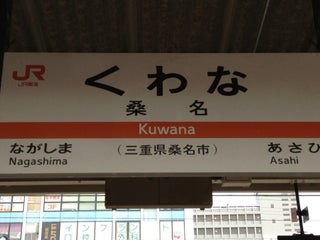 JR
JR東海
くわな
桑名
Kuwana
ながしま
Nagashima
(三重県桑名市)
あさひ
Asahi